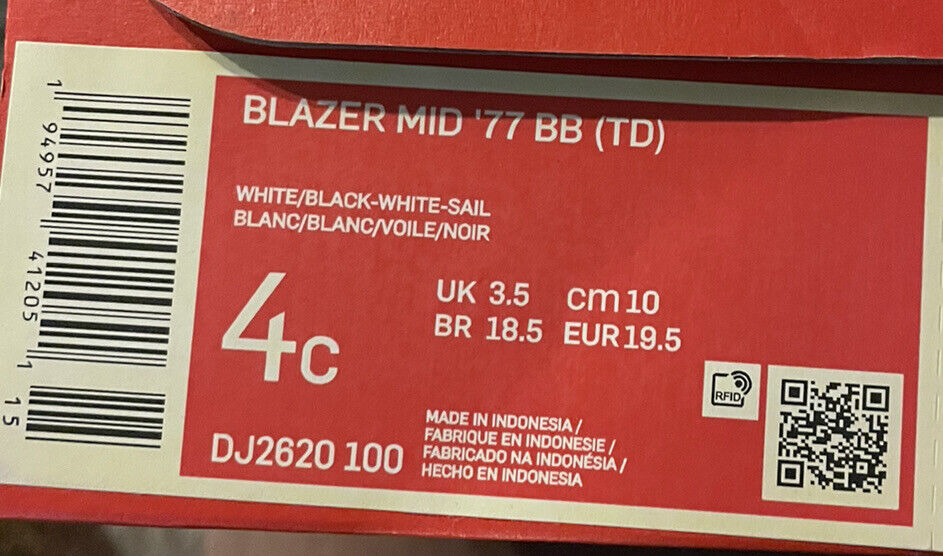 BLAZER MID '77 BB (TD)
WHITE/BLACK-WHITE-SAIL
BLANC/BLANC/VOILE/NOIR
4c
UK 3.5 cm 10
BR 18.5 EUR 19.5
DJ2620 100
MADE IN INDONESIA /
FABRIQUE EN INDONESIE /
FABRICADO NA INDONÉSIA /
HECHO EN INDONESIA
RFID
1 94957 41205 1 15